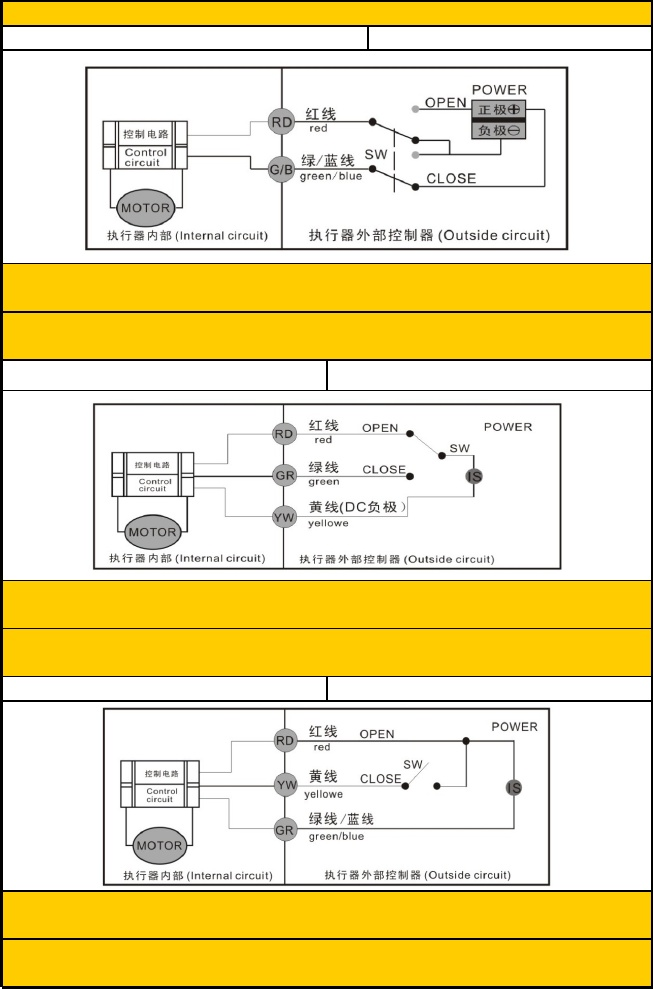 POWER
OPEN
正极⊕
红线
RD
red
负极⊖
控制电路
Control
circuit
SW
绿/蓝线
G/B
green/blue
CLOSE
MOTOR
执行器内部 (Internal circuit)
执行器外部控制器 (Outside circuit)
红线
OPEN
POWER
RD
red
SW
控制电路
Control
circuit
绿线
CLOSE
GR
green
IS
黄线(DC负极)
YW
yellowe
MOTOR
执行器内部 (Internal circuit)
执行器外部控制器 (Outside circuit)
POWER
红线
OPEN
RD
red
控制电路
Control
circuit
SW
黄线
CLOSE
YW
yellowe
IS
绿线/蓝线
GR
green/blue
MOTOR
执行器内部 (Internal circuit)
执行器外部控制器 (Outside circuit)